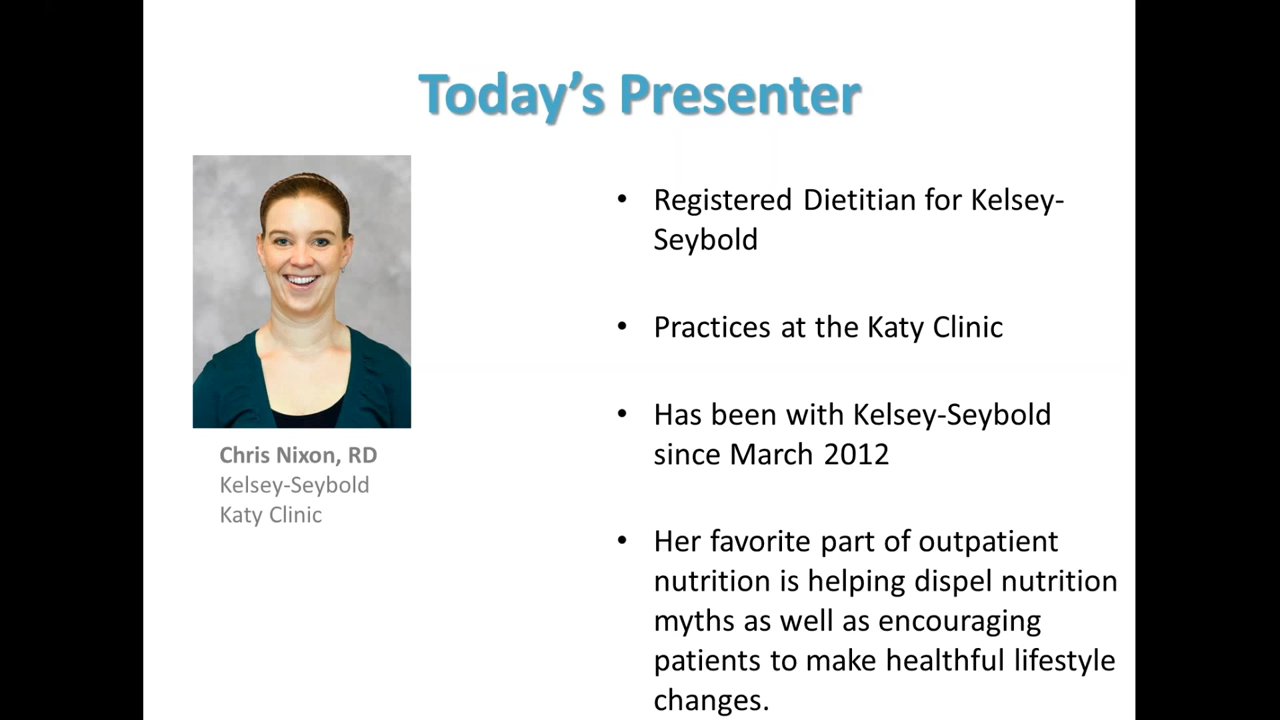 Today’s Presenter
Chris Nixon, RD
Kelsey-Seybold
Katy Clinic
• Registered Dietitian for Kelsey-
Seybold
• Practices at the Katy Clinic
• Has been with Kelsey-Seybold
since March 2012
• Her favorite part of outpatient
nutrition is helping dispel nutrition
myths as well as encouraging
patients to make healthful lifestyle
changes.